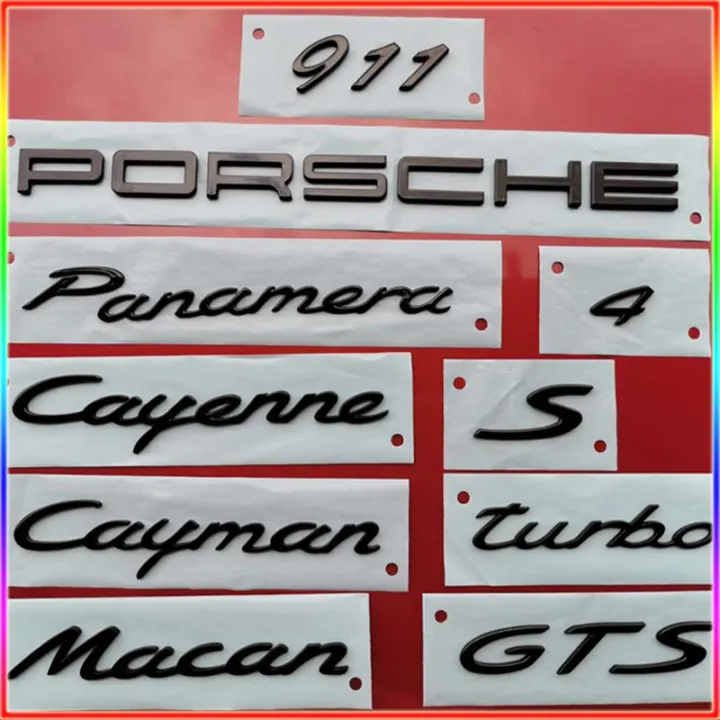 911
PORSCHE
Panamera
4
Cayenne
S
Cayman
turbo
Macan
GTS